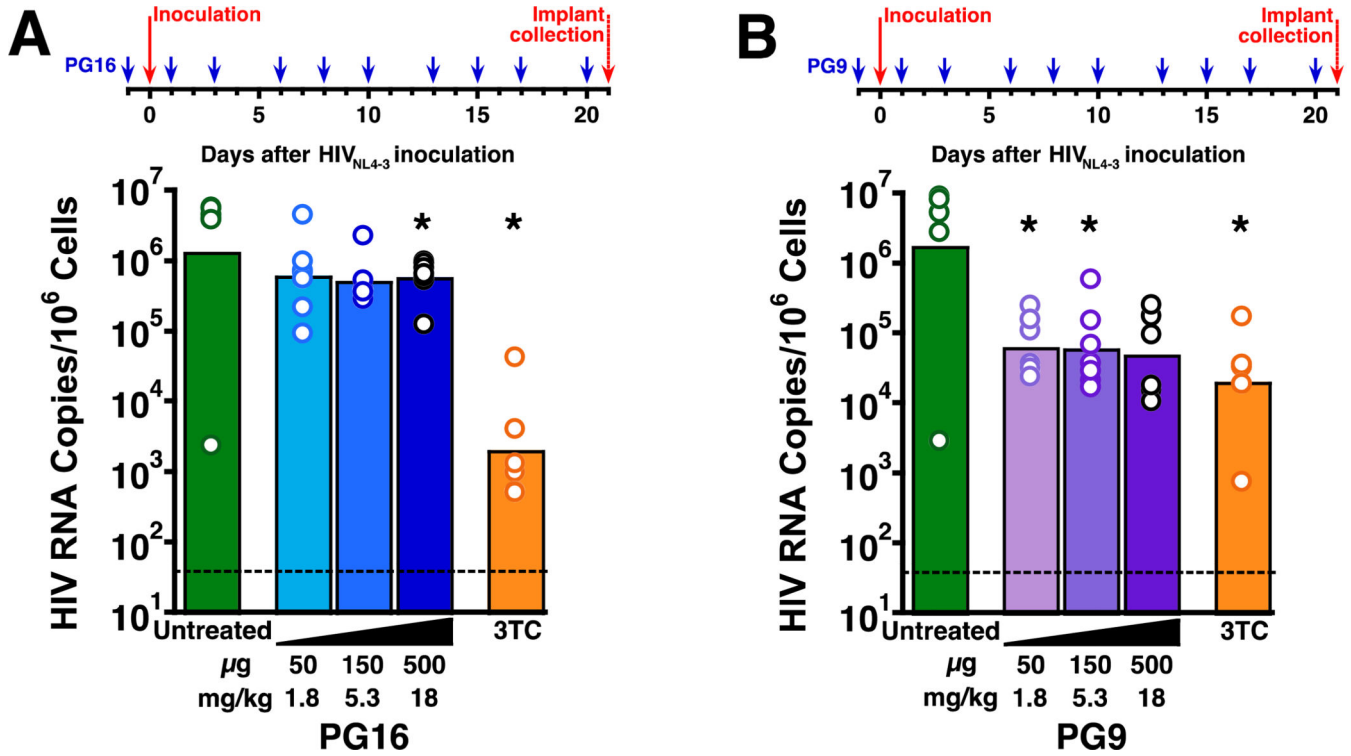 A
Inoculation
Implant
collection
PG16
0 5 10 15 20
Days after HIV NL4-3 inoculation
HIV RNA Copies/10^6 Cells
10^7
10^6
10^5
10^4
10^3
10^2
10^1
* *
Untreated 3TC
µg 50 150 500
mg/kg 1.8 5.3 18
PG16
B
Inoculation
Implant
collection
PG9
0 5 10 15 20
Days after HIV NL4-3 inoculation
HIV RNA Copies/10^6 Cells
10^7
10^6
10^5
10^4
10^3
10^2
10^1
* * *
Untreated 3TC
µg 50 150 500
mg/kg 1.8 5.3 18
PG9